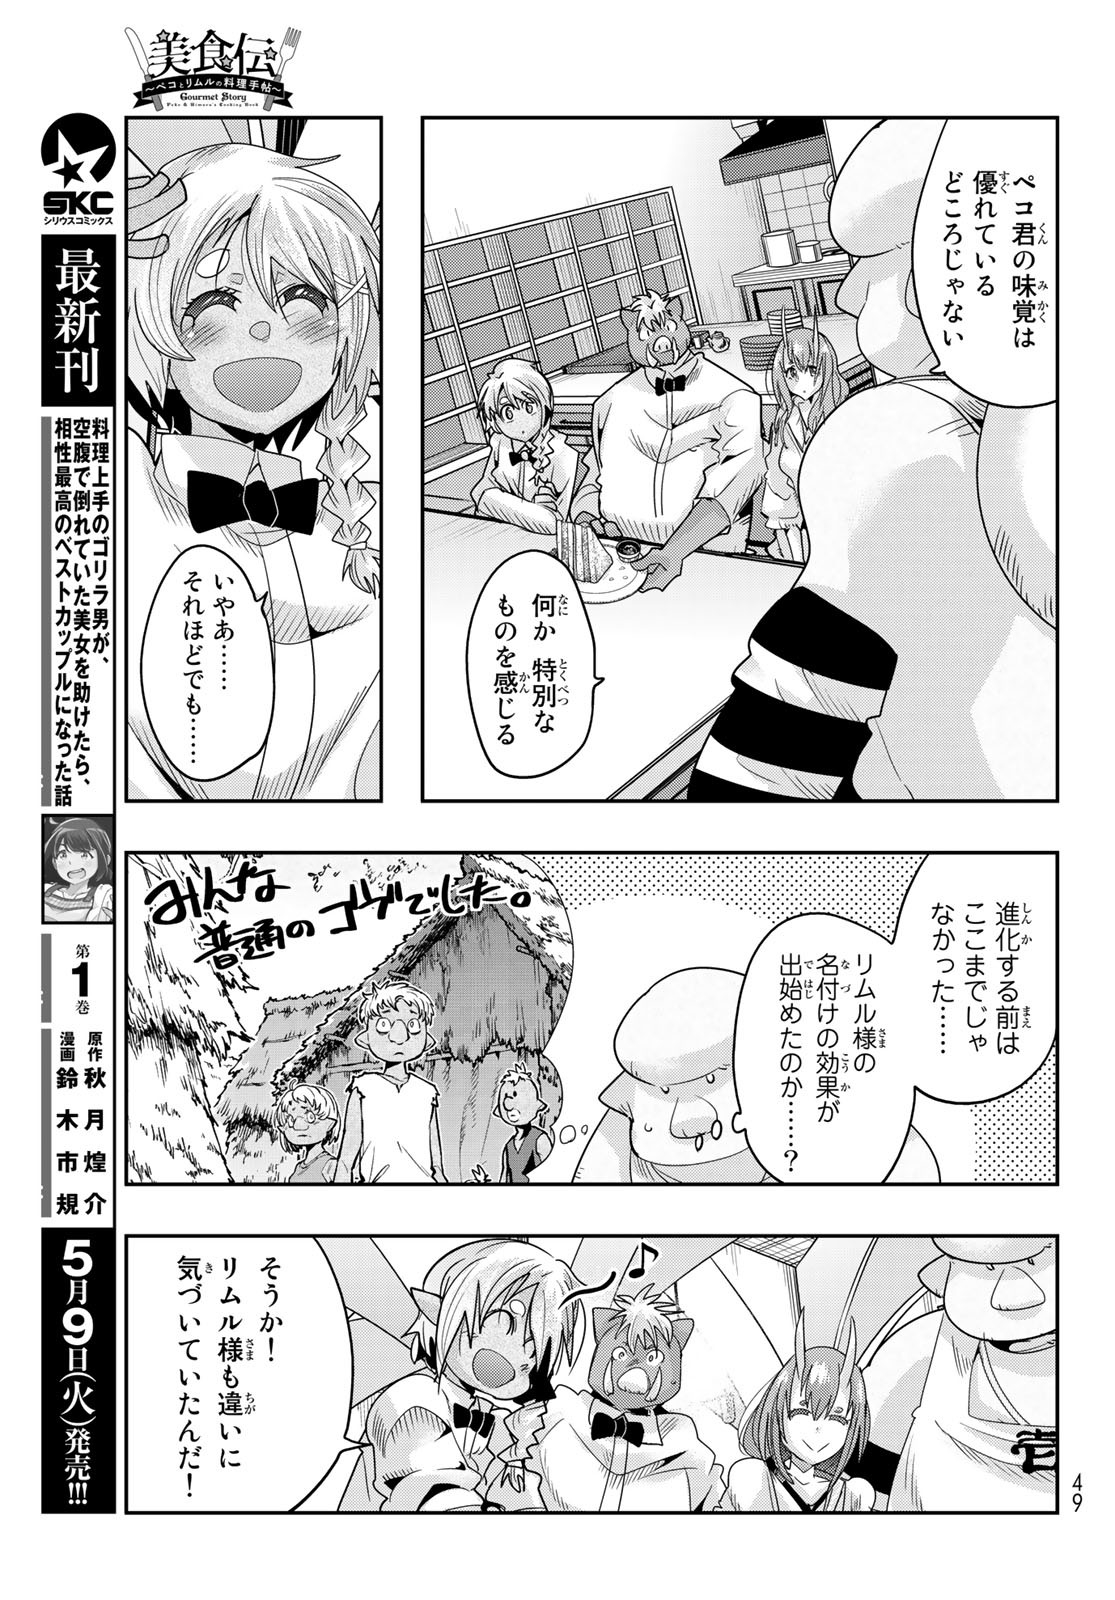 美食伝
～ペコとリムルの料理手帖～
Gourmet Story
Peko & Rimuru's Cooking Book
ペコ君の味覚は
優れている
どころじゃない
何か特別な
ものを感じる
いやあ……
それほどでも……
進化する前は
ここまでじゃ
なかった……
リムル様の
名付けの効果が
出始めたのか……?
みんな
普通のゴブでした。
そうか!
リムル様も違いに
気づいていたんだ!
♪
壱
SKC
シリウスコミックス
最新刊
料理上手のゴリラ男が、
空腹で倒れていた美女を助けたら、
相性最高のベストカップルになった話
第1巻
原作 秋月煌介
漫画 鈴木市規
5月9日(火)発売!!!
49